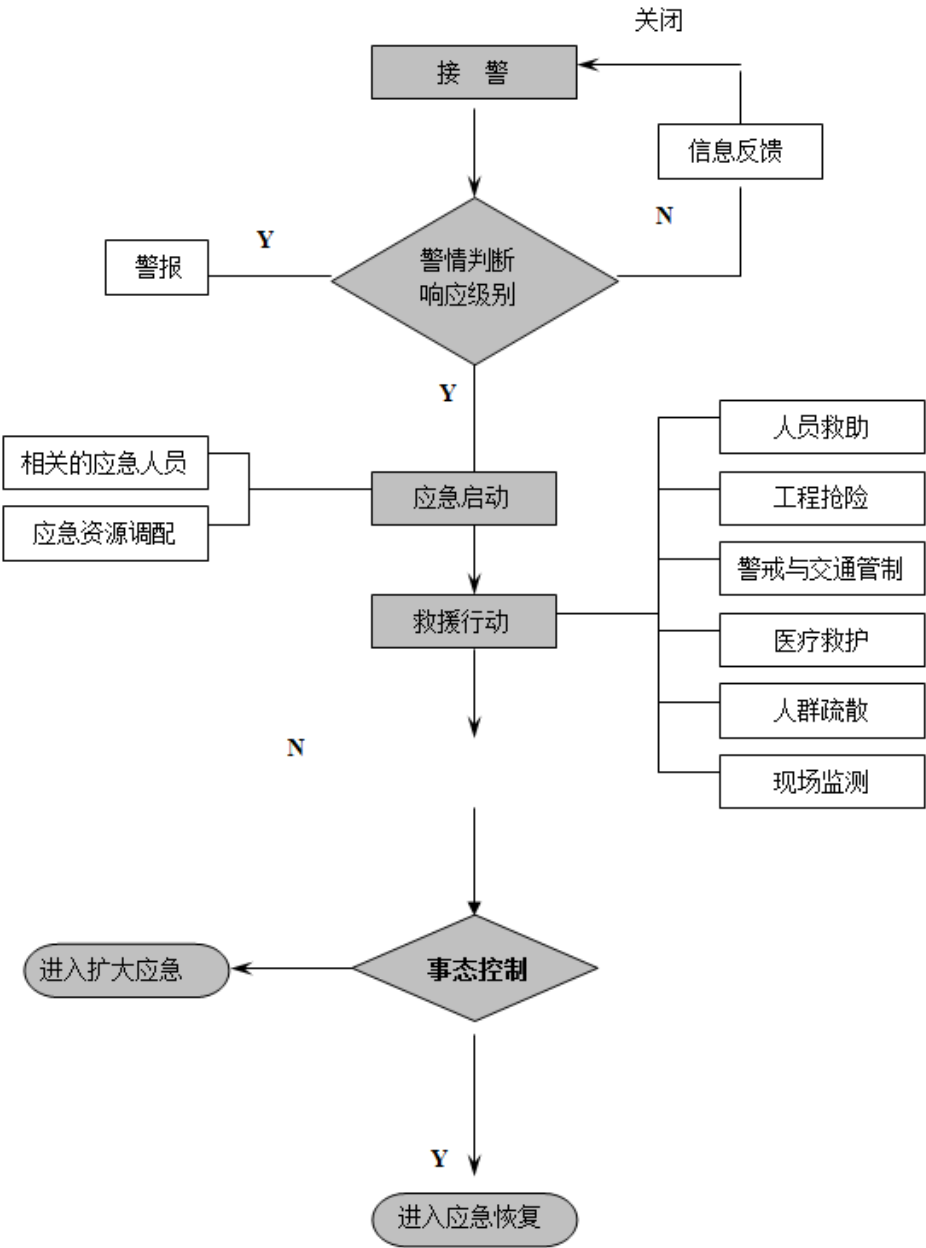 关闭
接 警
信息反馈
N
Y
警报
警情判断
响应级别
Y
人员救助
相关的应急人员
应急启动
工程抢险
应急资源调配
警戒与交通管制
救援行动
医疗救护
人群疏散
N
现场监测
进入扩大应急
事态控制
Y
进入应急恢复